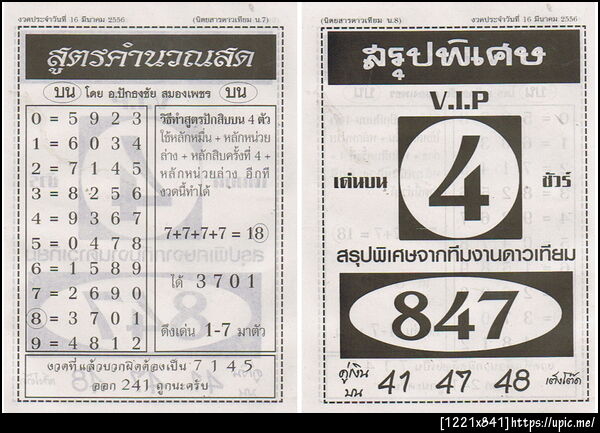 งวดประจำวันที่ 16 มีนาคม 2556
(นิตยสารดาวเทียม น.7)
สูตรคำนวณสด
บน โดย อ.ปักธงชัย สมองเพชร บน
0 = 5 9 2 3
1 = 6 0 3 4
2 = 7 1 4 5
3 = 8 2 5 6
4 = 9 3 6 7
5 = 0 4 7 8
6 = 1 5 8 9
7 = 2 6 9 0
8 = 3 7 0 1
9 = 4 8 1 2
วิธีทำสูตรปักสิบบน 4 ตัว
ใช้หลักหมื่น + หลักหน่วย
ล่าง + หลักสิบครั้งที่ 4 +
หลักหน่วยล่าง อีกที
งวดนี้ทำได้
7+7+7+7 = 18
ได้ 3 7 0 1
ดึงเด่น 1-7 มาตัว
งวดที่แล้วบวกผิดต้องเป็น 7 1 4 5
ออก 241 ถูกนะครับ
งวดประจำวันที่ 16 มีนาคม 2556
(นิตยสารดาวเทียม น.8)
สรุปพิเศษ
V.I.P
เด่นบน 4 ชัวร์
สรุปพิเศษจากทีมงานดาวเทียม
847
คู่เงิน
บน 41 47 48 เต็งโต๊ด
[1221x841]https://upic.me/